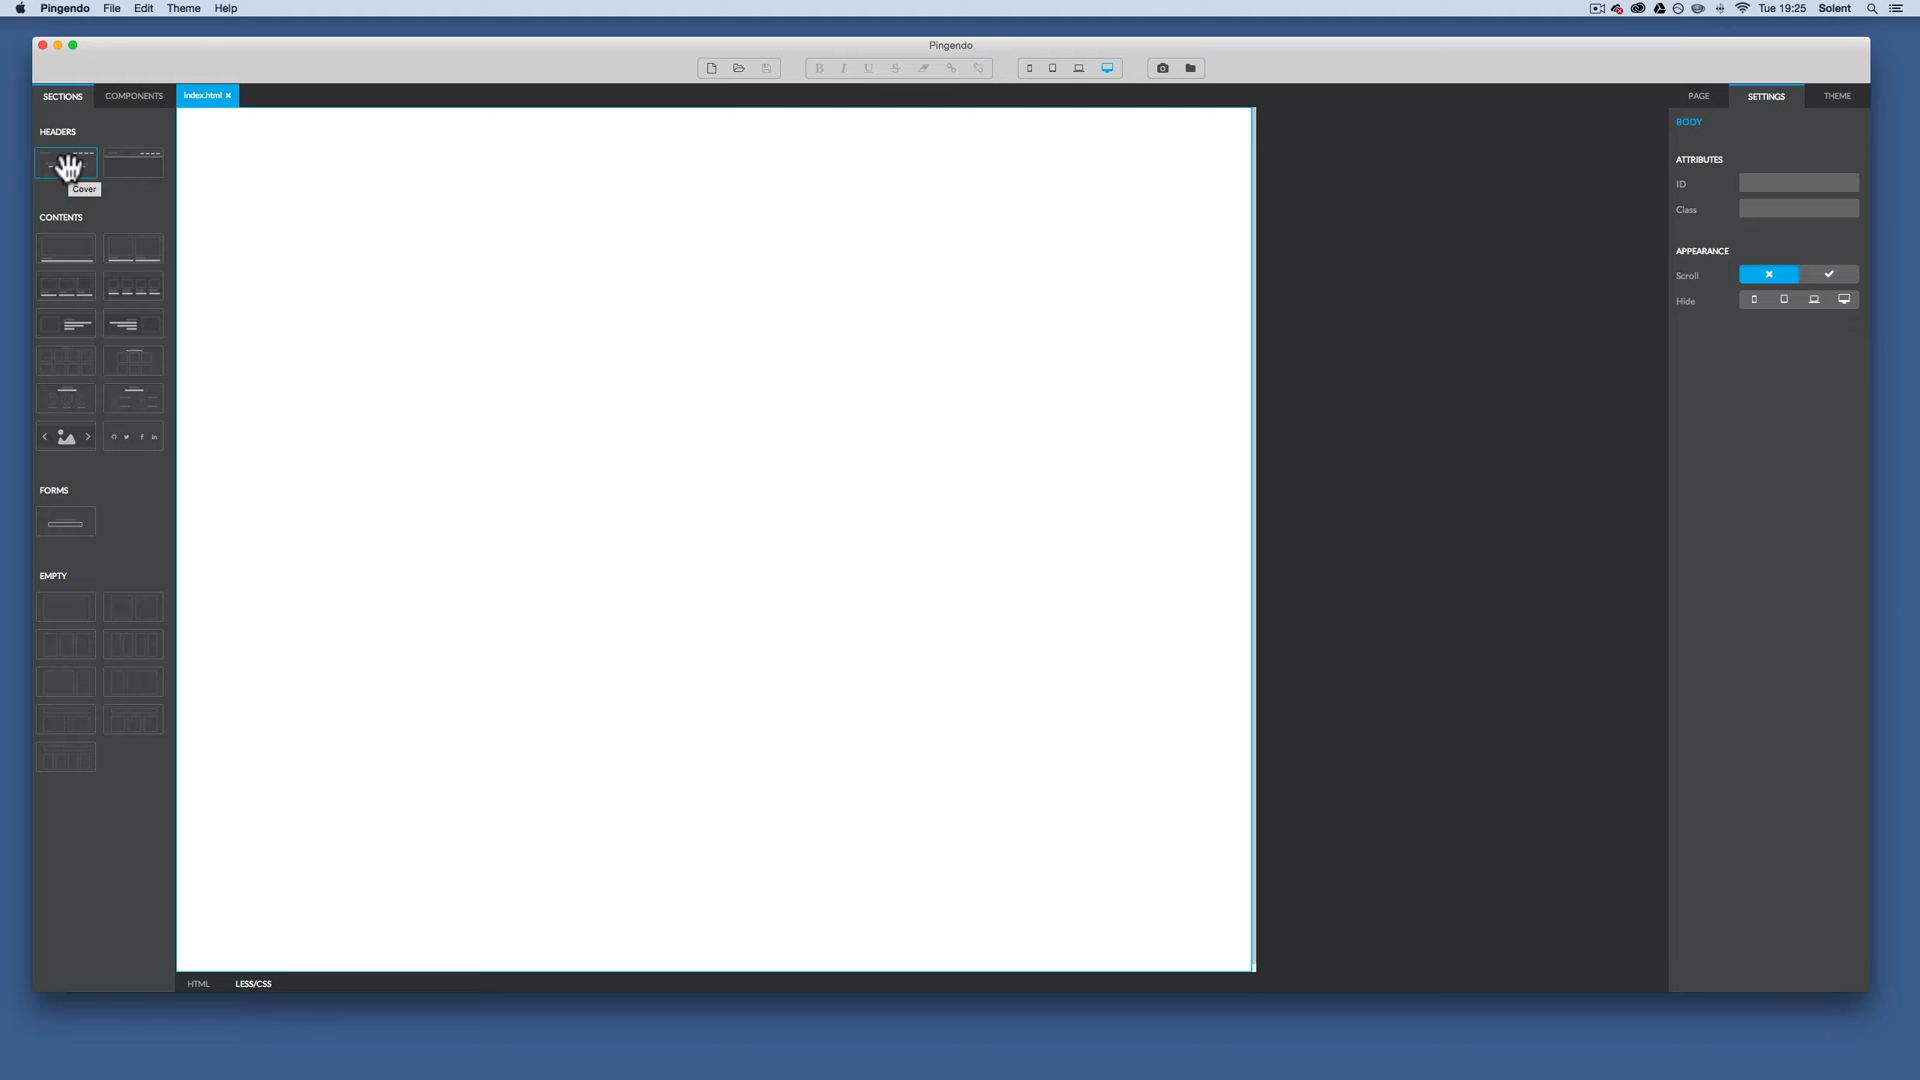 Pingendo File Edit Theme Help Tue 19:25 Solent
Pingendo
SECTIONS COMPONENTS index.html PAGE SETTINGS THEME
HEADERS
Cover
CONTENTS
FORMS
EMPTY
BODY
ATTRIBUTES
ID
Class
APPEARANCE
Scroll
Hide
HTML LESS/CSS